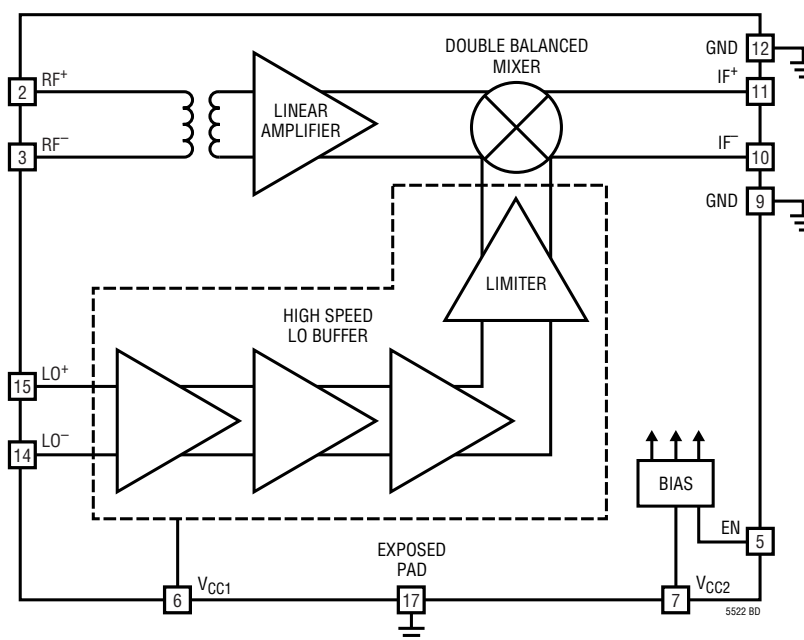 DOUBLE BALANCED
MIXER
GND 12
2 RF+
IF+ 11
LINEAR
AMPLIFIER
3 RF−
IF− 10
GND 9
LIMITER
HIGH SPEED
LO BUFFER
15 LO+
14 LO−
BIAS
EN 5
EXPOSED
PAD
6 VCC1
17
7 VCC2
5522 BD